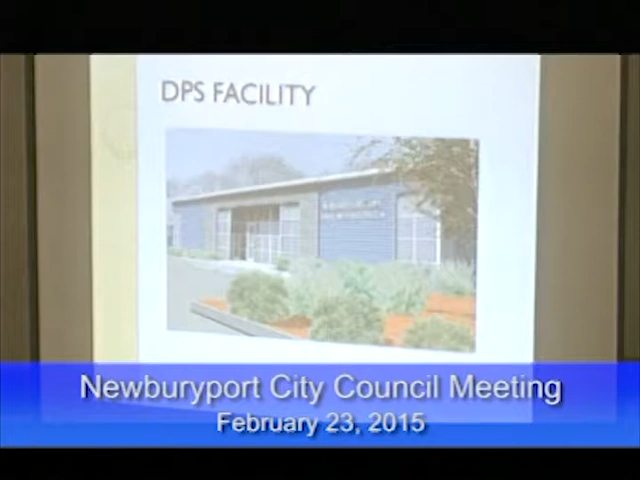 DPS FACILITY
Newburyport City Council Meeting
February 23, 2015